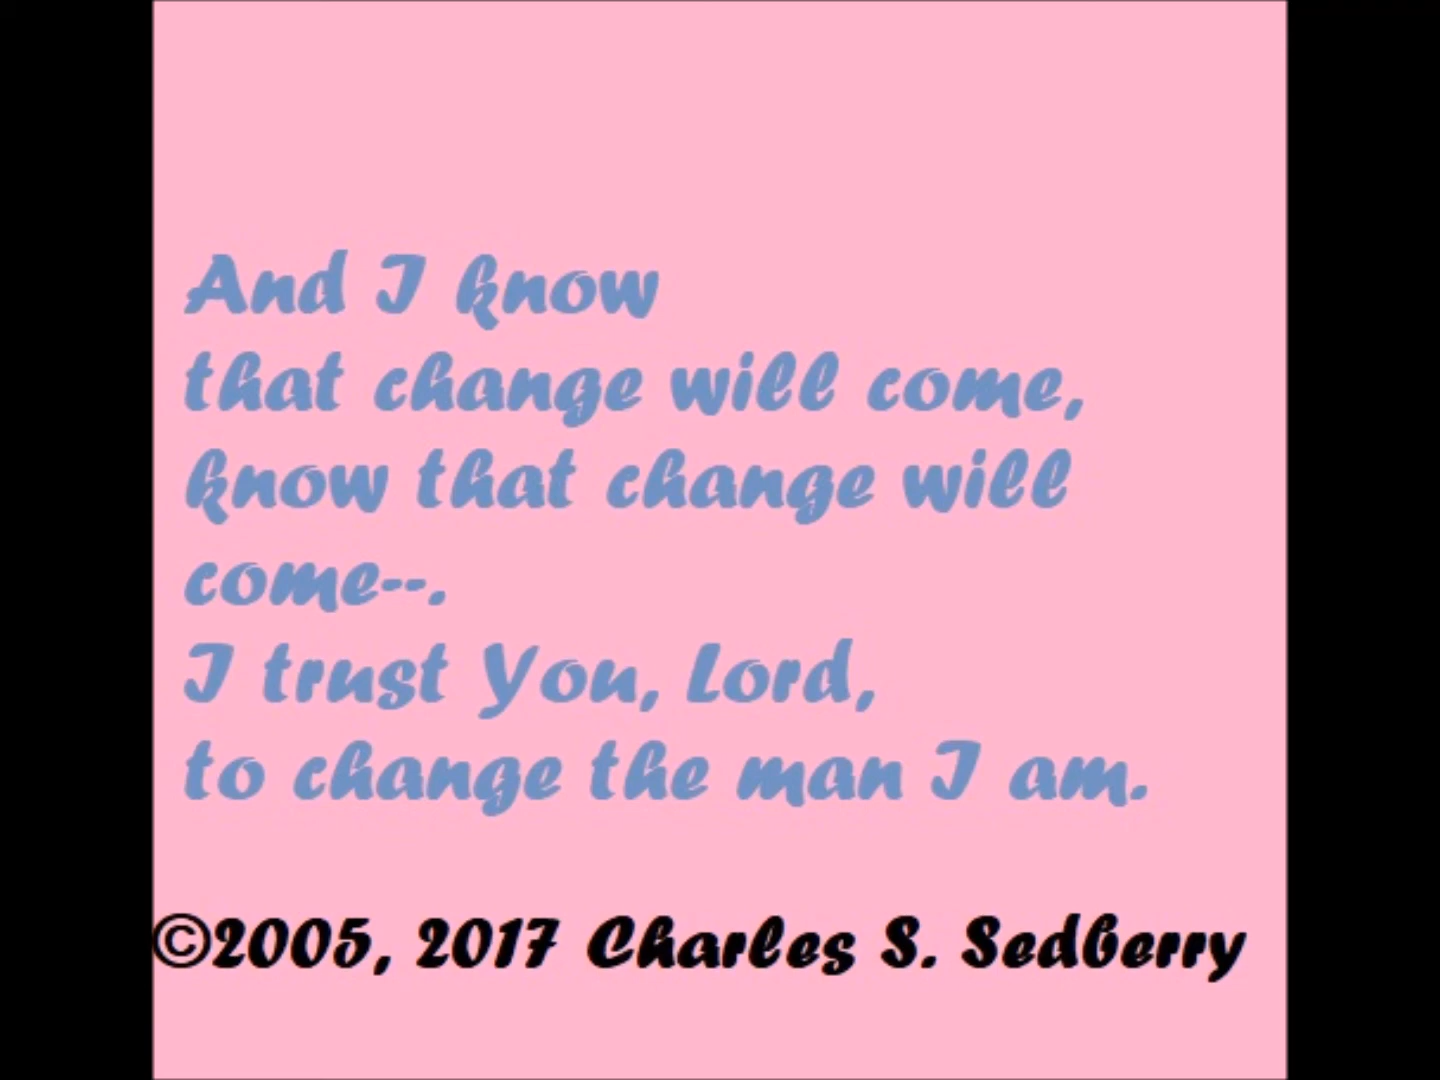 And I know
that change will come,
know that change will
come--.
I trust You, Lord,
to change the man I am.
©2005, 2017 Charles S. Sedberry